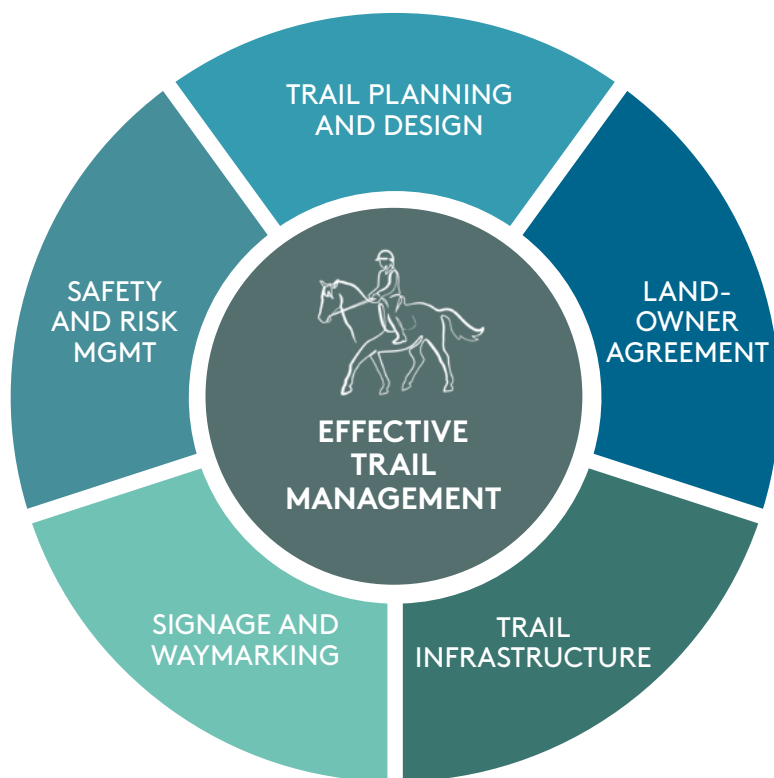 TRAIL PLANNING
AND DESIGN
LAND-
OWNER
AGREEMENT
TRAIL
INFRASTRUCTURE
SIGNAGE AND
WAYMARKING
SAFETY
AND RISK
MGMT
EFFECTIVE
TRAIL
MANAGEMENT